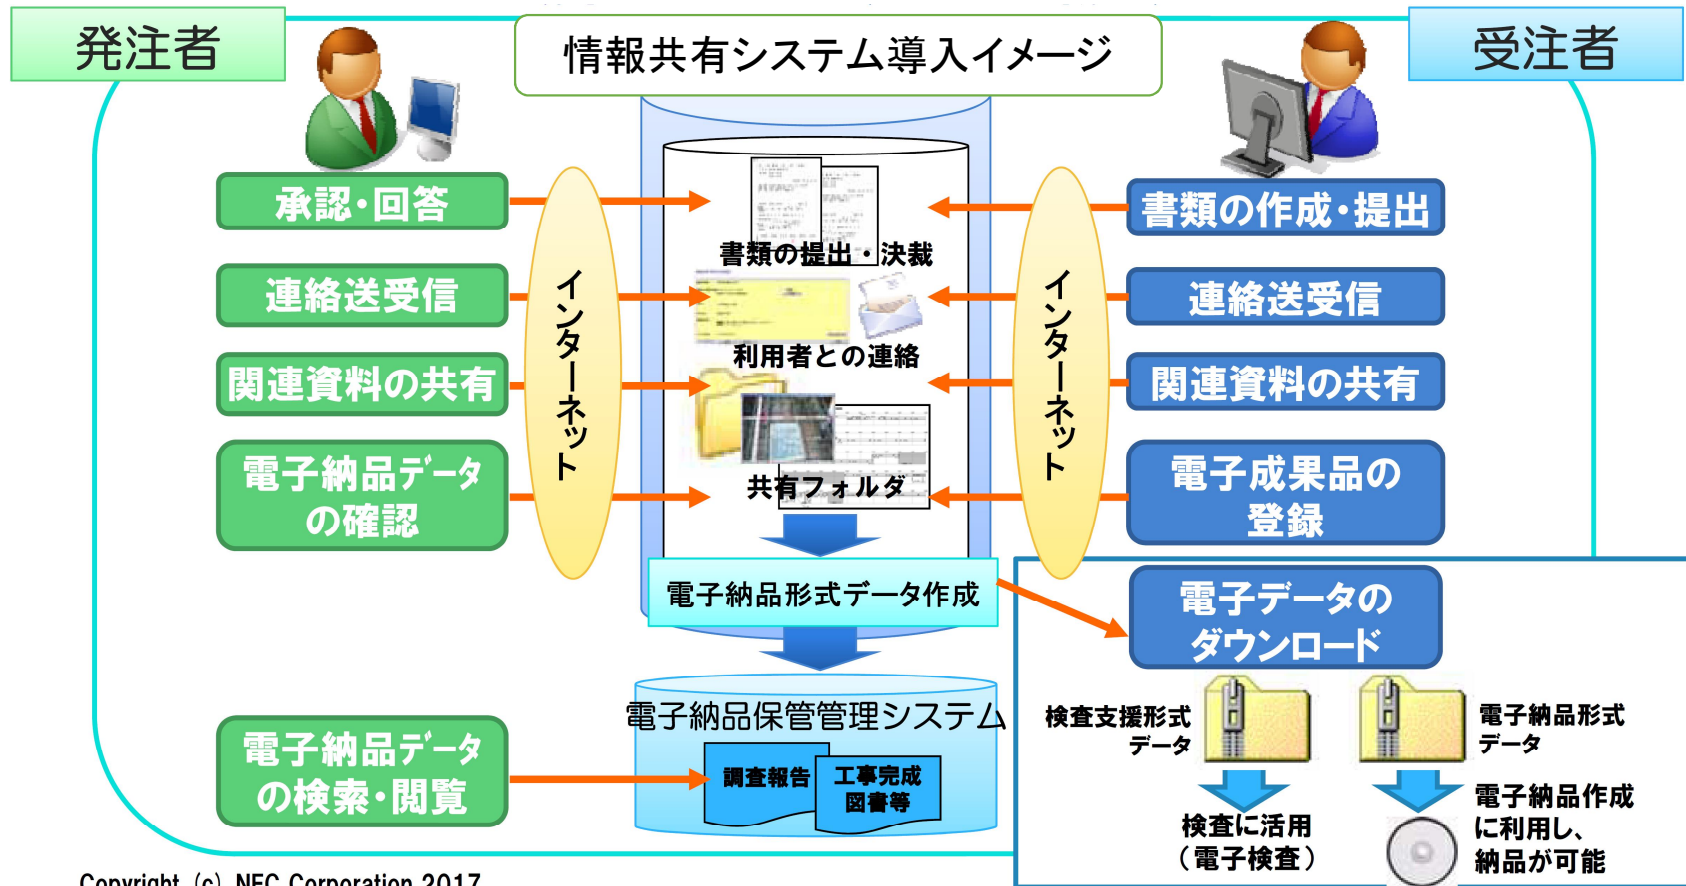 発注者
情報共有システム導入イメージ
受注者
承認・回答
連絡送受信
関連資料の共有
電子納品データ
の確認
電子納品データ
の検索・閲覧
インターネット
書類の提出・決裁
利用者との連絡
共有フォルダ
電子納品形式データ作成
電子納品保管管理システム
調査報告
工事完成
図書等
インターネット
書類の作成・提出
連絡送受信
関連資料の共有
電子成果品の
登録
電子データの
ダウンロード
検査支援形式
データ
電子納品形式
データ
検査に活用
（電子検査）
電子納品作成
に利用し、
納品が可能
Copyright (c) NEC Corporation 2017